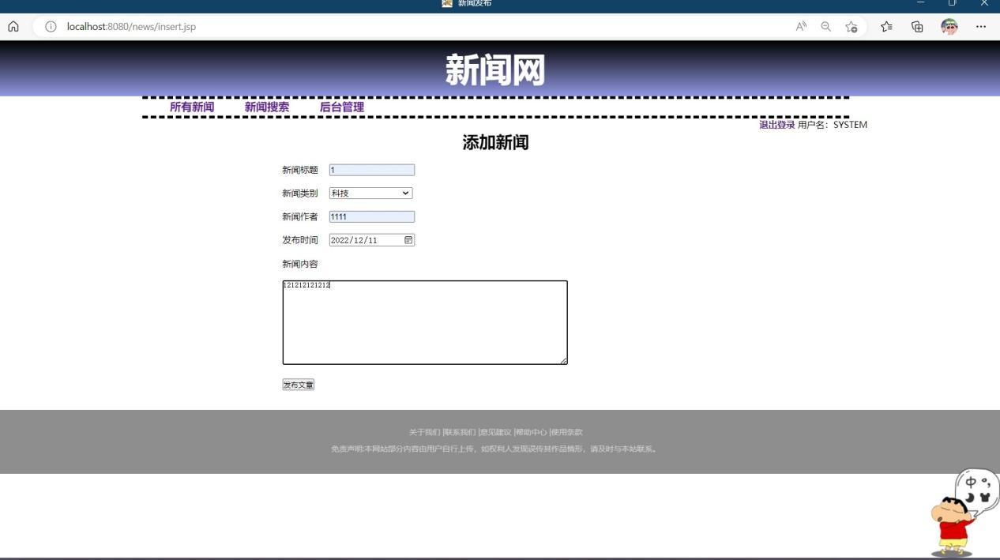 新闻发布
localhost:8080/news/insert.jsp
新闻网
所有新闻 新闻搜索 后台管理
退出登录 用户名：SYSTEM
添加新闻
新闻标题 1
新闻类别 科技
新闻作者 1111
发布时间 2022/12/11
新闻内容
121212121212
发布文章
关于我们 |联系我们 |意见建议 |帮助中心 |使用条款
免责声明:本网站部分内容由用户自行上传，如权利人发现误传其作品情形，请及时与本站联系。
中